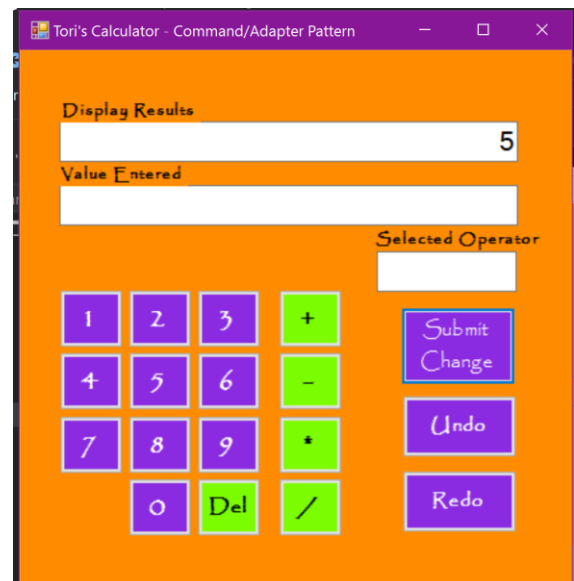 Tori's Calculator - Command/Adapter Pattern
Display Results
5
Value Entered
Selected Operator
1 2 3 +
4 5 6 -
7 8 9 *
0 Del /
Submit
Change
Undo
Redo